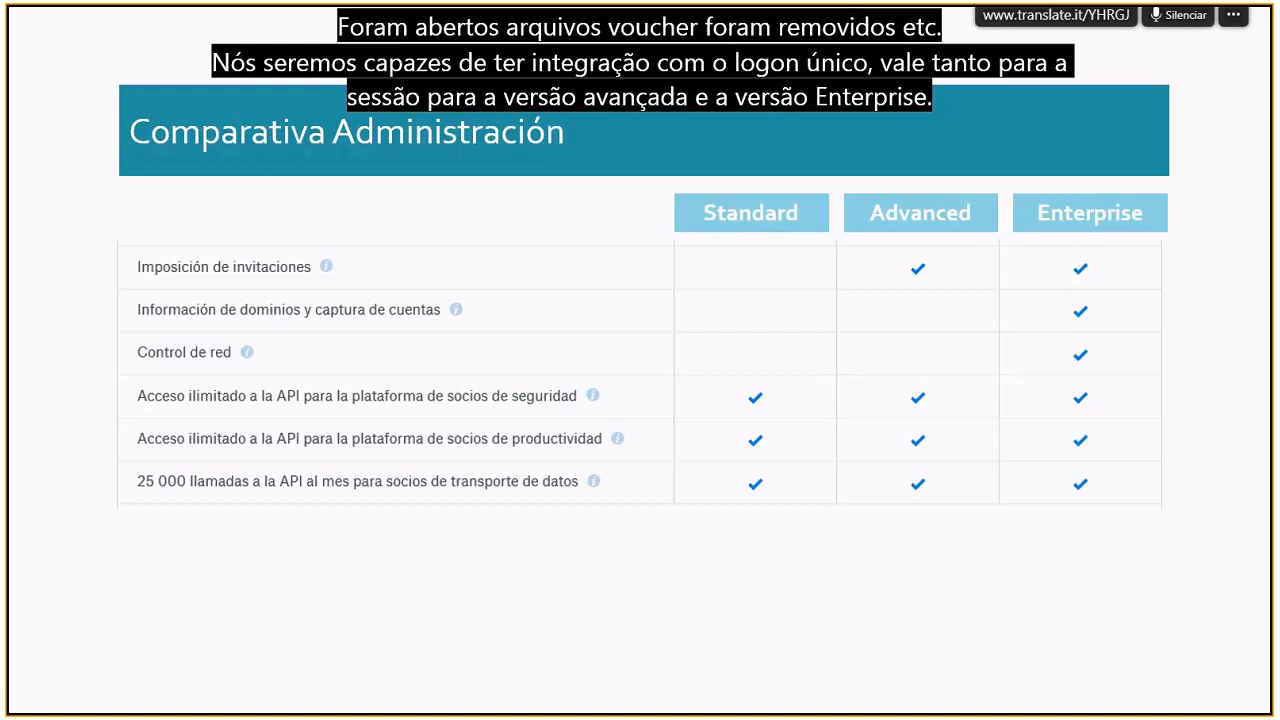 www.translate.it/YHRGJ
Silenciar
Foram abertos arquivos voucher foram removidos etc.
Nós seremos capazes de ter integração com o logon único, vale tanto para a
sessão para a versão avançada e a versão Enterprise.
Comparativa Administración
Standard Advanced Enterprise
Imposición de invitaciones
Información de dominios y captura de cuentas
Control de red
Acceso ilimitado a la API para la plataforma de socios de seguridad
Acceso ilimitado a la API para la plataforma de socios de productividad
25 000 llamadas a la API al mes para socios de transporte de datos